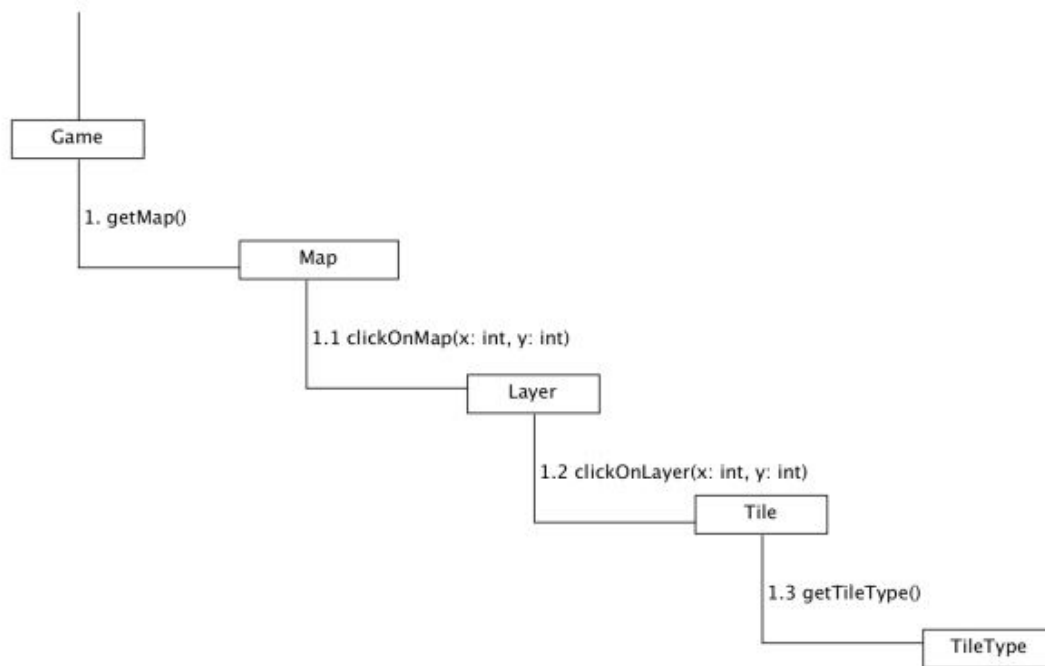 Game
1. getMap()
Map
1.1 clickOnMap(x: int, y: int)
Layer
1.2 clickOnLayer(x: int, y: int)
Tile
1.3 getTileType()
TileType